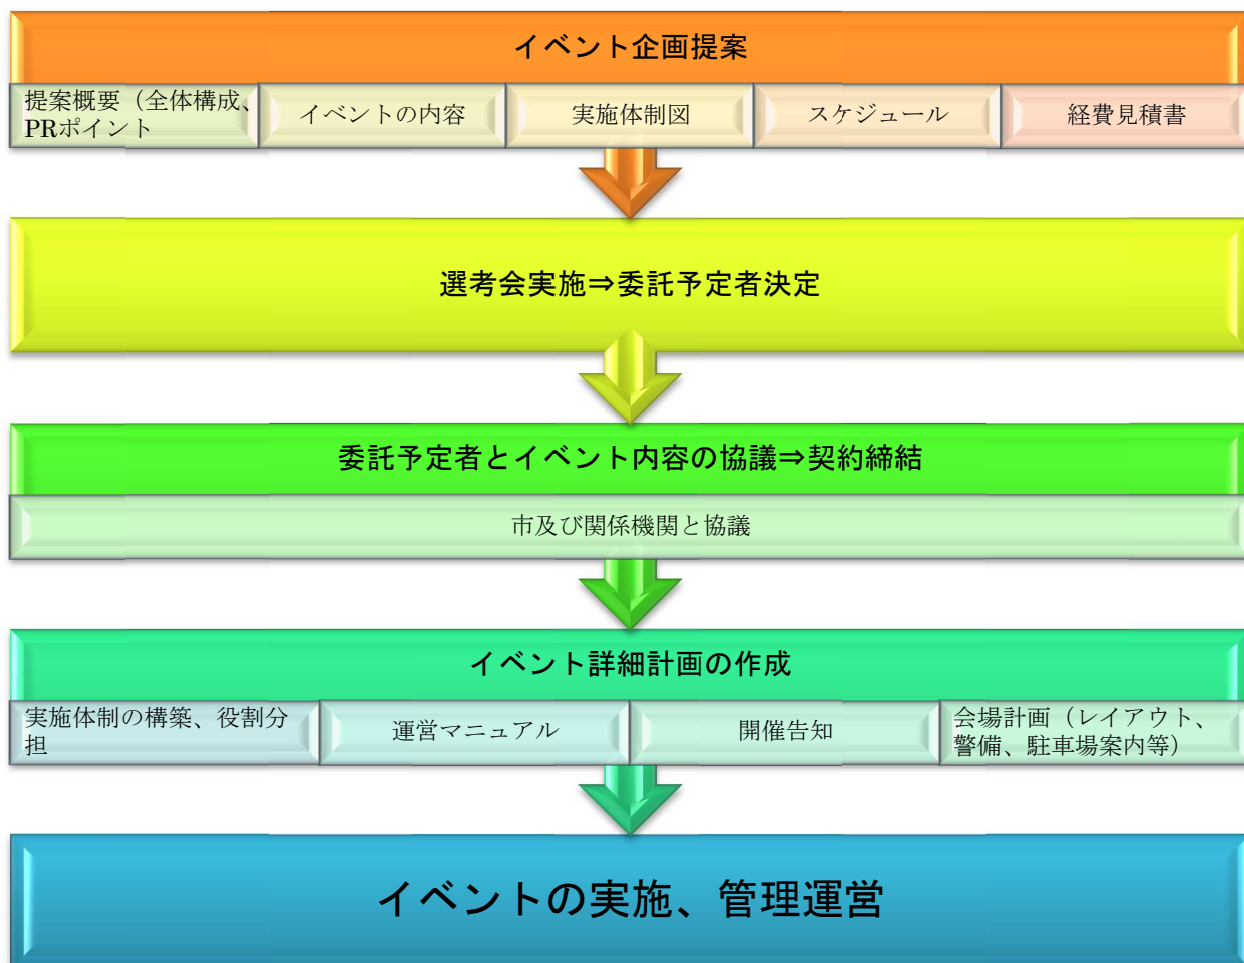 イベント企画提案
提案概要（全体構成、
PRポイント
イベントの内容
実施体制図
スケジュール
経費見積書
選考会実施⇒委託予定者決定
委託予定者とイベント内容の協議⇒契約締結
市及び関係機関と協議
イベント詳細計画の作成
実施体制の構築、役割分
担
運営マニュアル
開催告知
会場計画（レイアウト、
警備、駐車場案内等）
イベントの実施、管理運営